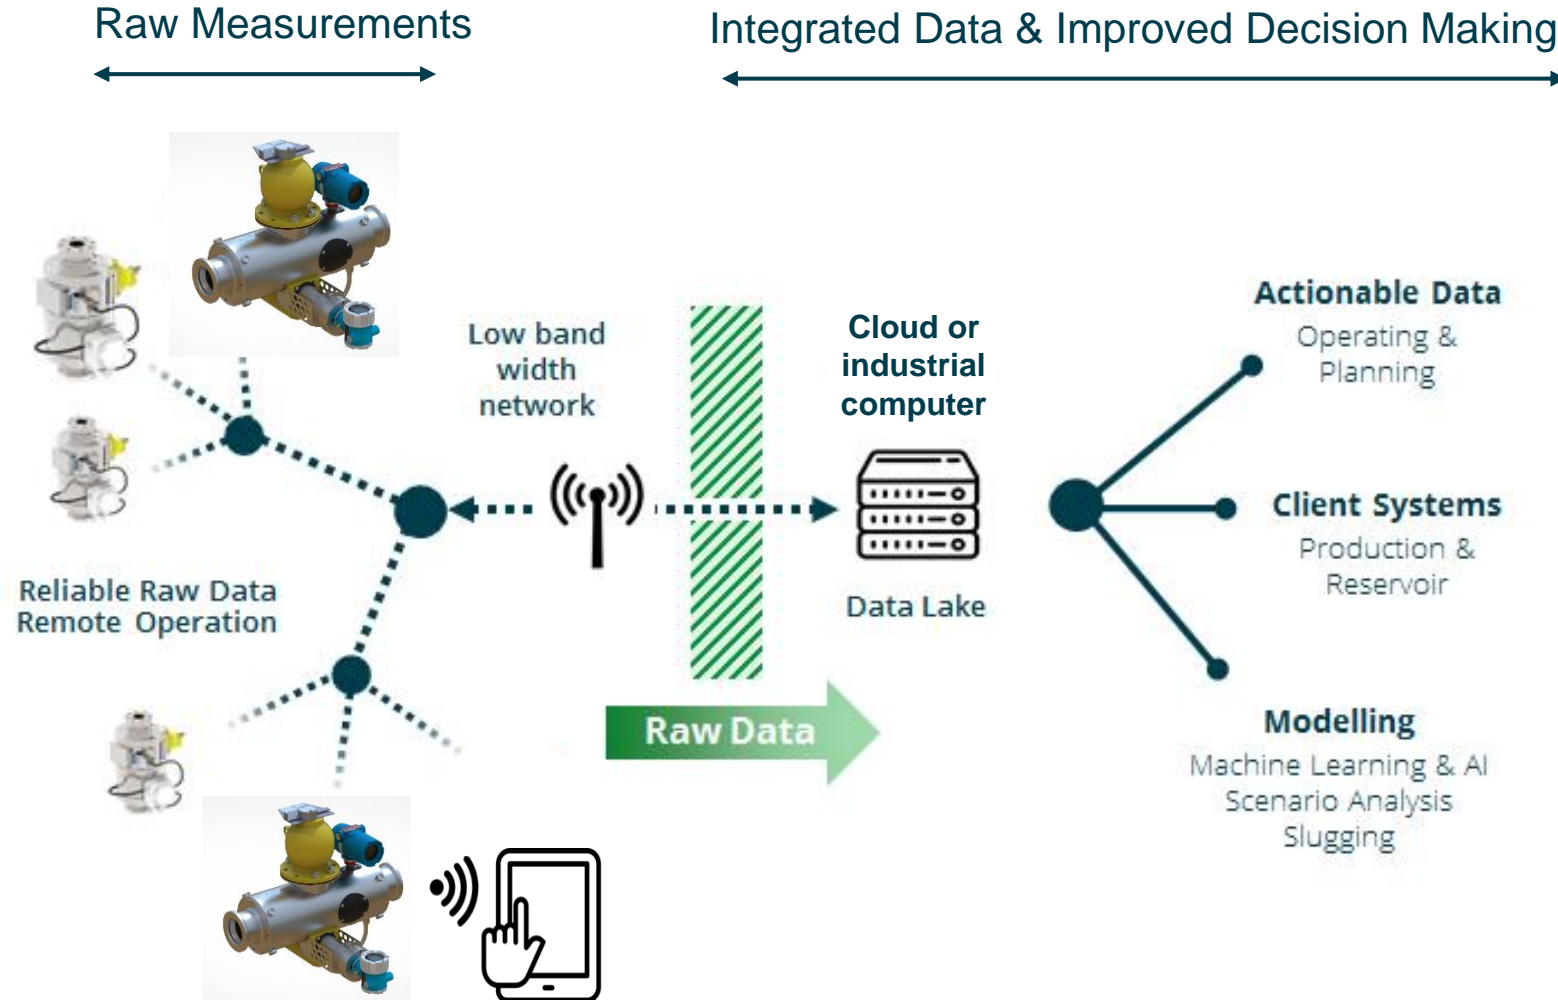 Raw Measurements
Integrated Data & Improved Decision Making
Low band
width
network
Cloud or
industrial
computer
Actionable Data
Operating &
Planning
Client Systems
Production &
Reservoir
Reliable Raw Data
Remote Operation
Data Lake
Raw Data
Modelling
Machine Learning & AI
Scenario Analysis
Slugging